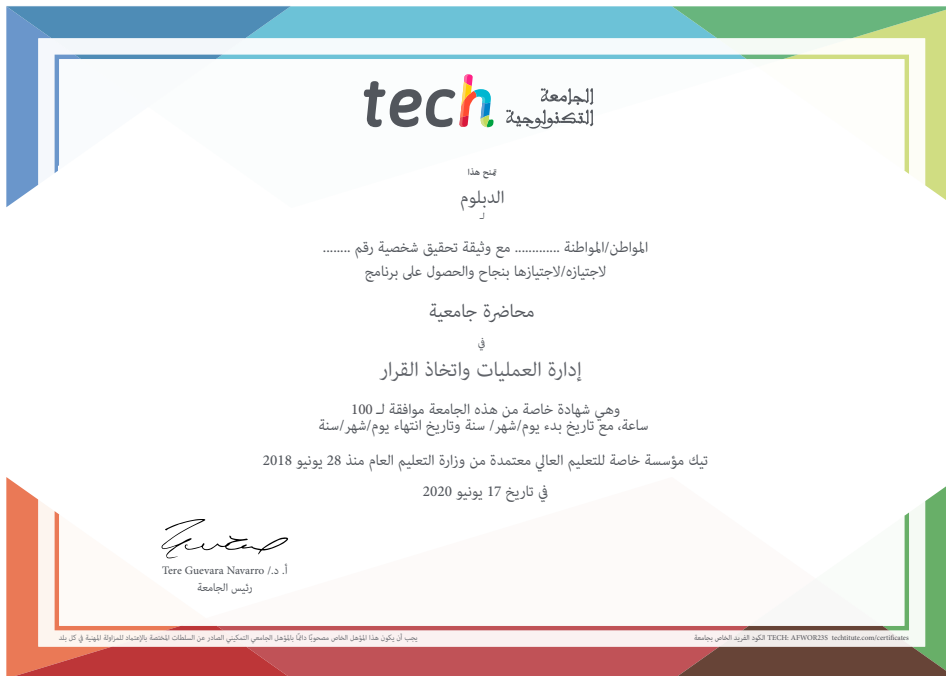 tech الجامعة
التكنولوجية
يُمنح هذا
الدبلوم
لـ
المواطن/المواطنة ............. مع وثيقة تحقيق شخصية رقم ........
لاجتيازه/لاجتيازها بنجاح والحصول على برنامج
محاضرة جامعية
في
إدارة العمليات واتخاذ القرار
وهي شهادة خاصة من هذه الجامعة موافقة لـ 100
ساعة، مع تاريخ بدء يوم/شهر/ سنة وتاريخ انتهاء يوم/شهر/سنة
تيك مؤسسة خاصة للتعليم العالي معتمدة من وزارة التعليم العام منذ 28 يونيو 2018
في تاريخ 17 يونيو 2020
أ. د./ Tere Guevara Navarro
رئيس الجامعة
يجب أن يكون هذا المؤهل الخاص مصحوبًا دائمًا بالمؤهل الجامعي التمكيني الصادر عن السلطات المختصة بالإعتماد للمزاولة المهنية في كل بلد
الكود الفريد الخاص بجامعة TECH: AFWOR23S techtitute.com/certificates